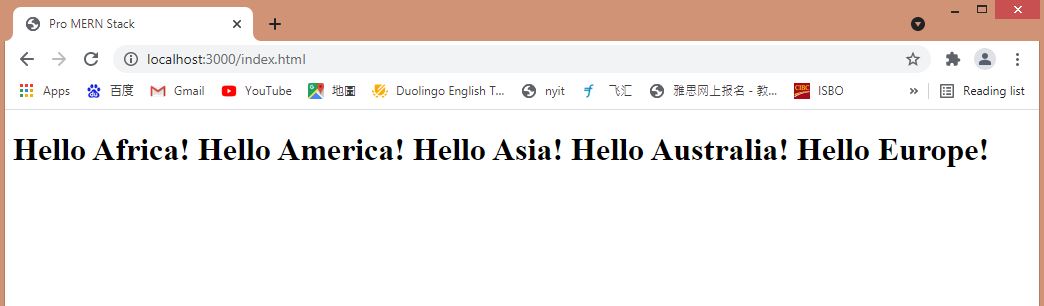 Pro MERN Stack
localhost:3000/index.html
Apps 百度 Gmail YouTube 地圖 Duolingo English T... nyit 飞汇 雅思网上报名 - 教... CIBC ISBO » Reading list
Hello Africa! Hello America! Hello Asia! Hello Australia! Hello Europe!